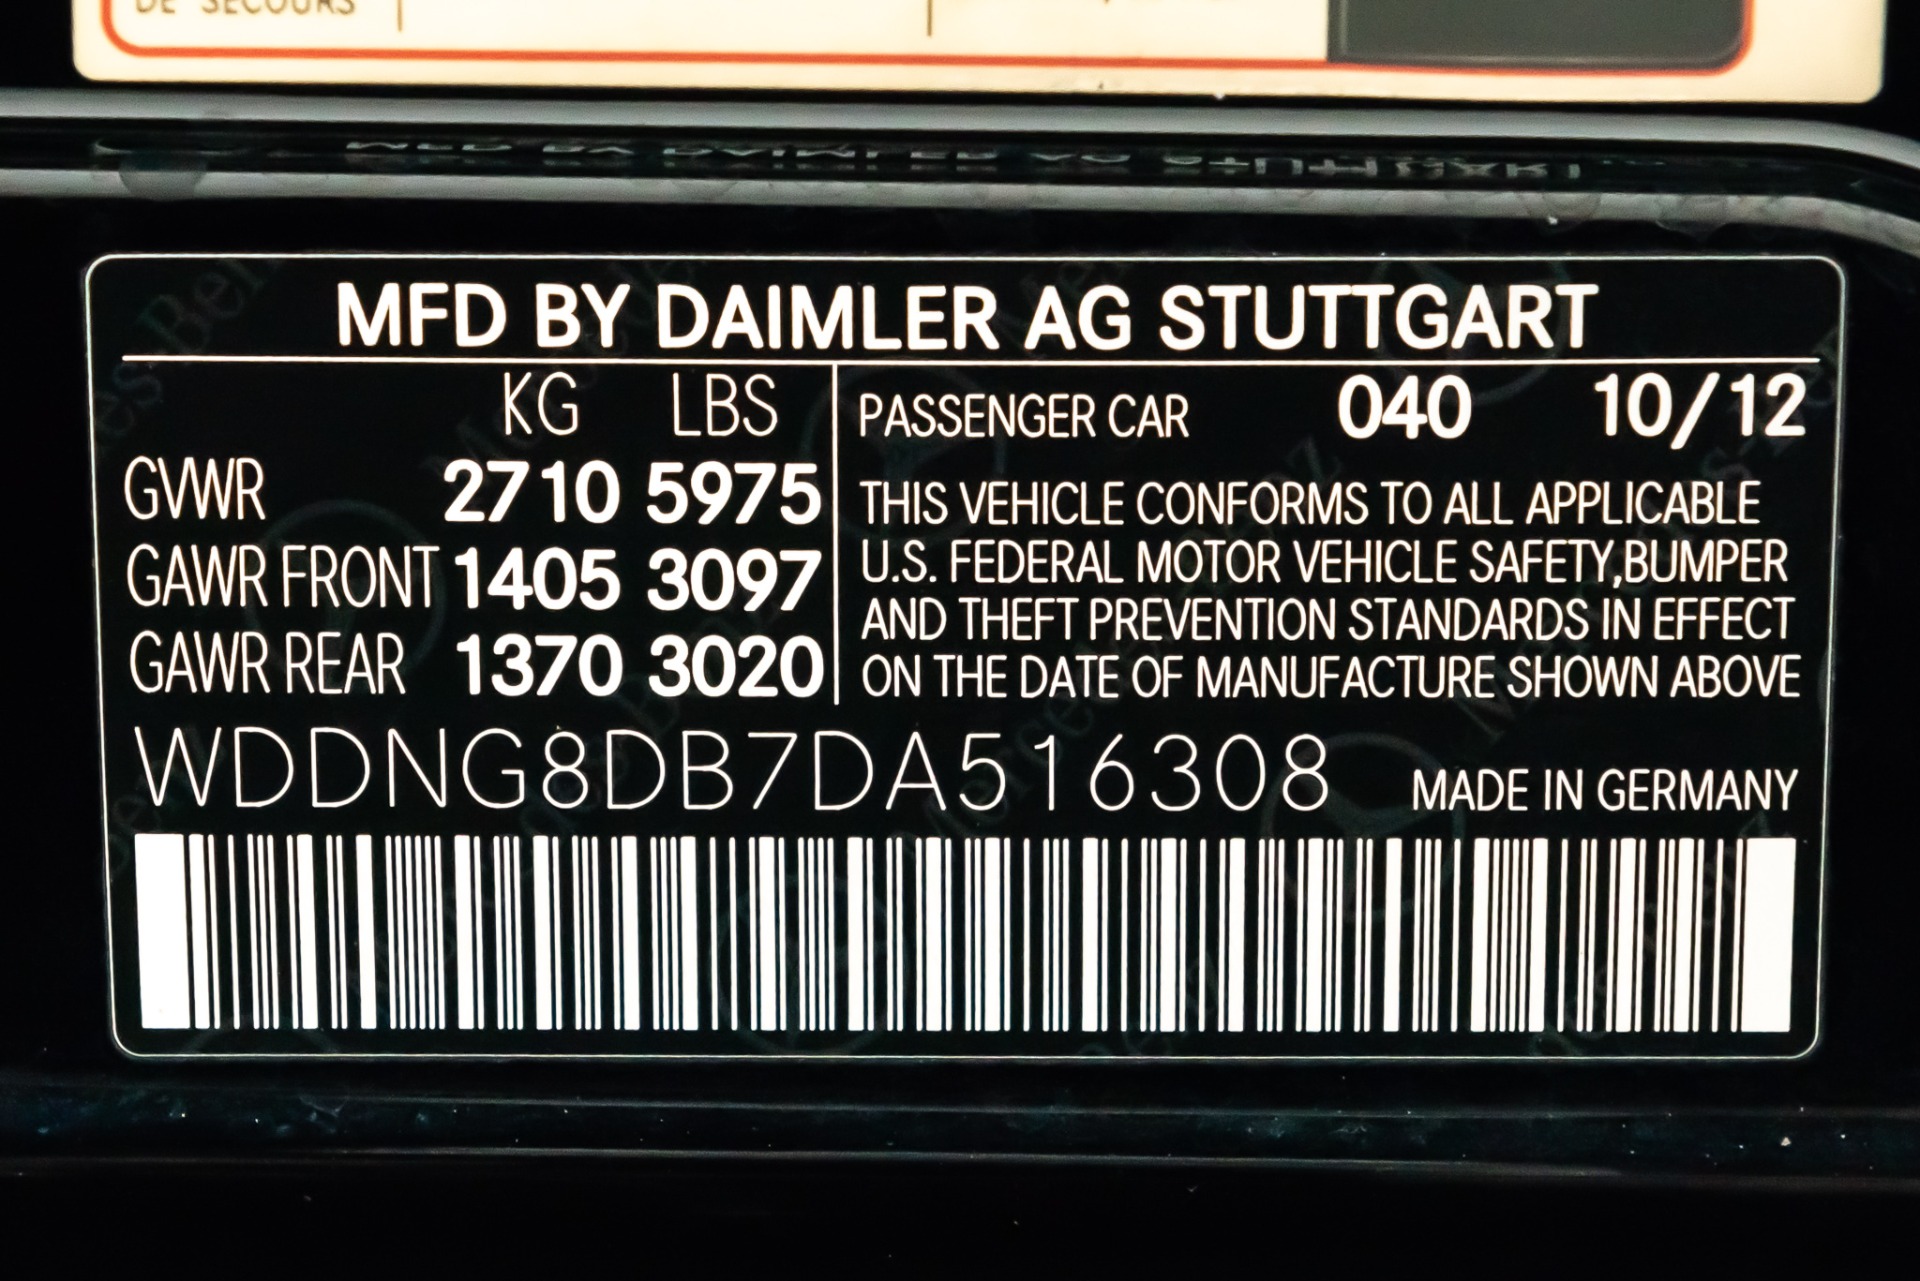 DE SECOURS
MFD BY DAIMLER AG STUTTGART
KG LBS
GVWR 2710 5975
GAWR FRONT 1405 3097
GAWR REAR 1370 3020
PASSENGER CAR 040 10/12
THIS VEHICLE CONFORMS TO ALL APPLICABLE
U.S. FEDERAL MOTOR VEHICLE SAFETY,BUMPER
AND THEFT PREVENTION STANDARDS IN EFFECT
ON THE DATE OF MANUFACTURE SHOWN ABOVE
WDDNG8DB7DA516308 MADE IN GERMANY